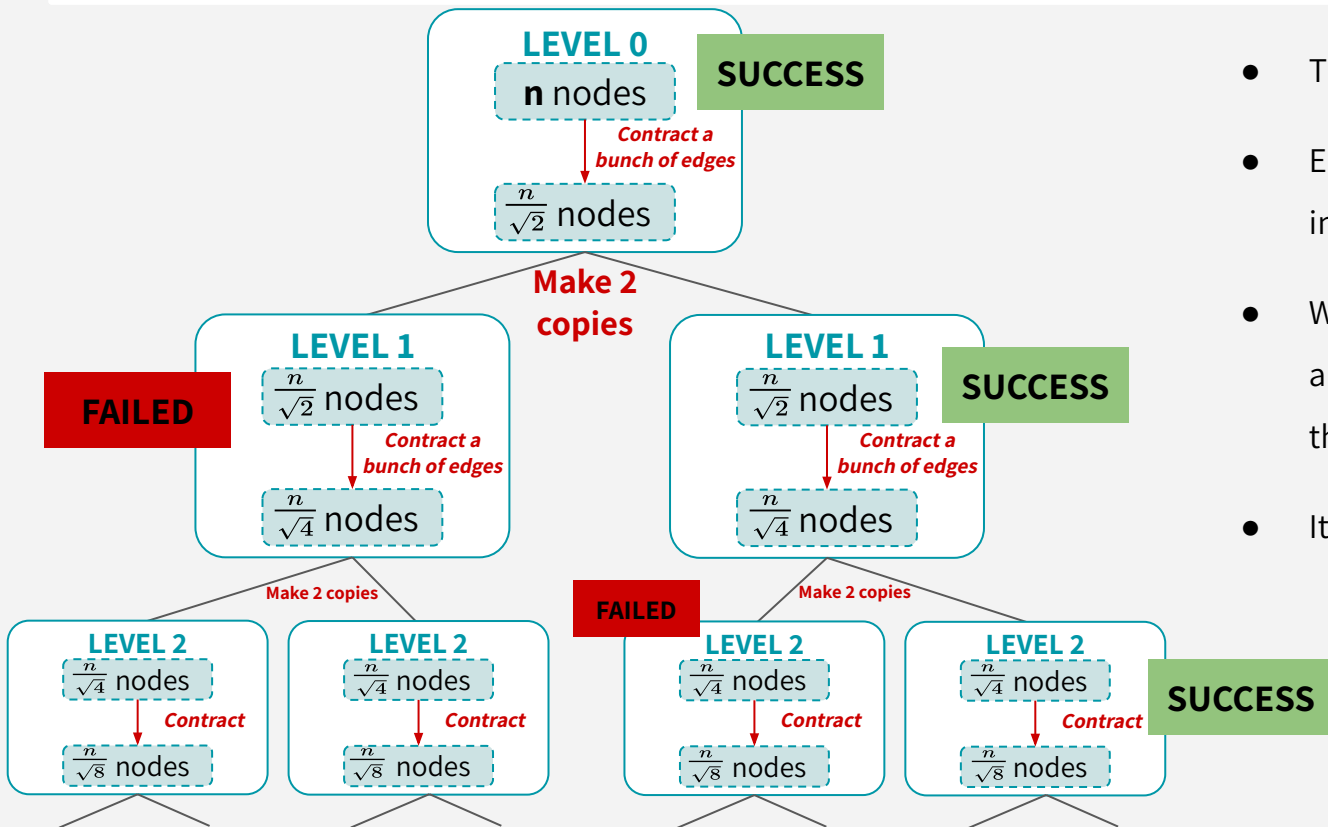 LEVEL 0
SUCCESS
n nodes
Contract a
bunch of edges
n/√2 nodes
Make 2
copies
LEVEL 1
FAILED
n/√2 nodes
Contract a
bunch of edges
n/√4 nodes
LEVEL 1
SUCCESS
n/√2 nodes
Contract a
bunch of edges
n/√4 nodes
Make 2 copies
Make 2 copies
LEVEL 2
n/√4 nodes
Contract
n/√8 nodes
LEVEL 2
n/√4 nodes
Contract
n/√8 nodes
FAILED
LEVEL 2
n/√4 nodes
Contract
n/√8 nodes
LEVEL 2
n/√4 nodes
Contract
n/√8 nodes
SUCCESS
● T
● E
in
● W
a
th
● It